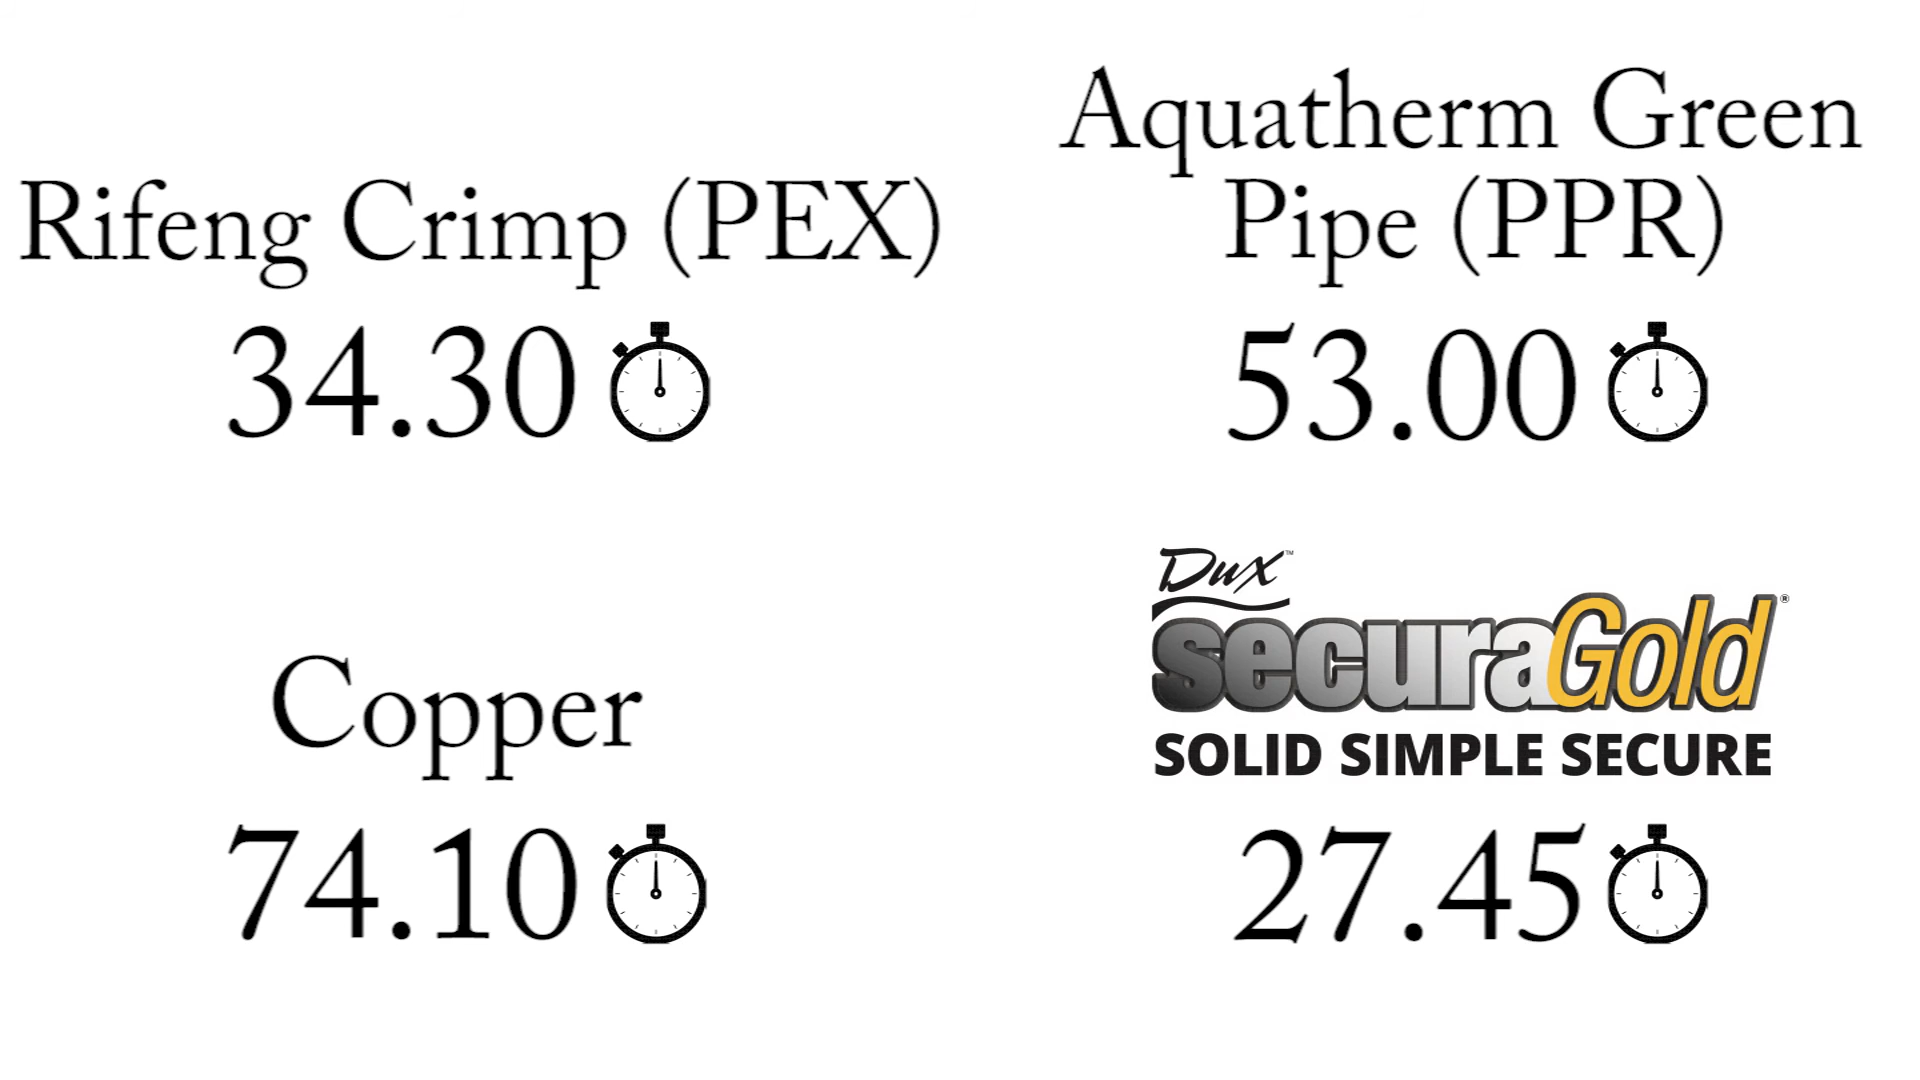 Rifeng Crimp (PEX)
34.30
Aquatherm Green
Pipe (PPR)
53.00
Copper
74.10
Dux™
securaGold®
SOLID SIMPLE SECURE
27.45